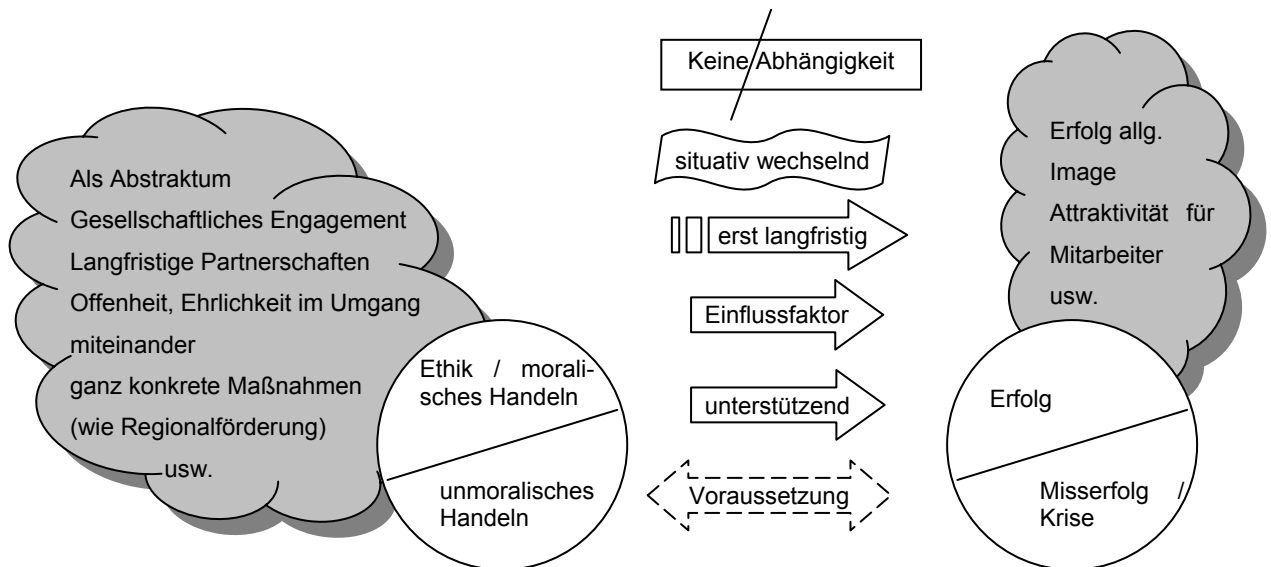 Als Abstraktum
Gesellschaftliches Engagement
Langfristige Partnerschaften
Offenheit, Ehrlichkeit im Umgang
miteinander
ganz konkrete Maßnahmen
(wie Regionalförderung)
usw.
Ethik / morali-
sches Handeln
unmoralisches
Handeln
Keine Abhängigkeit
situativ wechselnd
erst langfristig
Einflussfaktor
unterstützend
Voraussetzung
Erfolg allg.
Image
Attraktivität für
Mitarbeiter
usw.
Erfolg
Misserfolg /
Krise